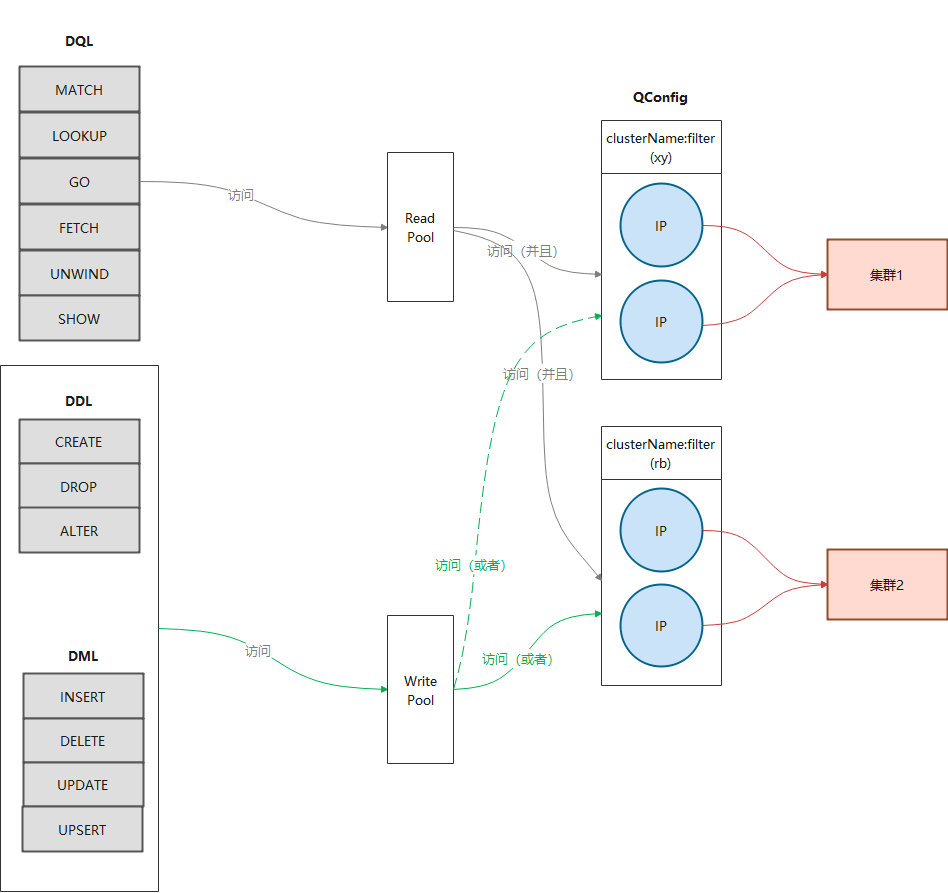 DQL
MATCH
LOOKUP
GO
FETCH
UNWIND
SHOW
DDL
CREATE
DROP
ALTER
DML
INSERT
DELETE
UPDATE
UPSERT
访问
访问
Read
Pool
Write
Pool
访问（并且）
访问（并且）
访问（或者）
访问（或者）
QConfig
clusterName:filter
(xy)
IP
IP
clusterName:filter
(rb)
IP
IP
集群1
集群2